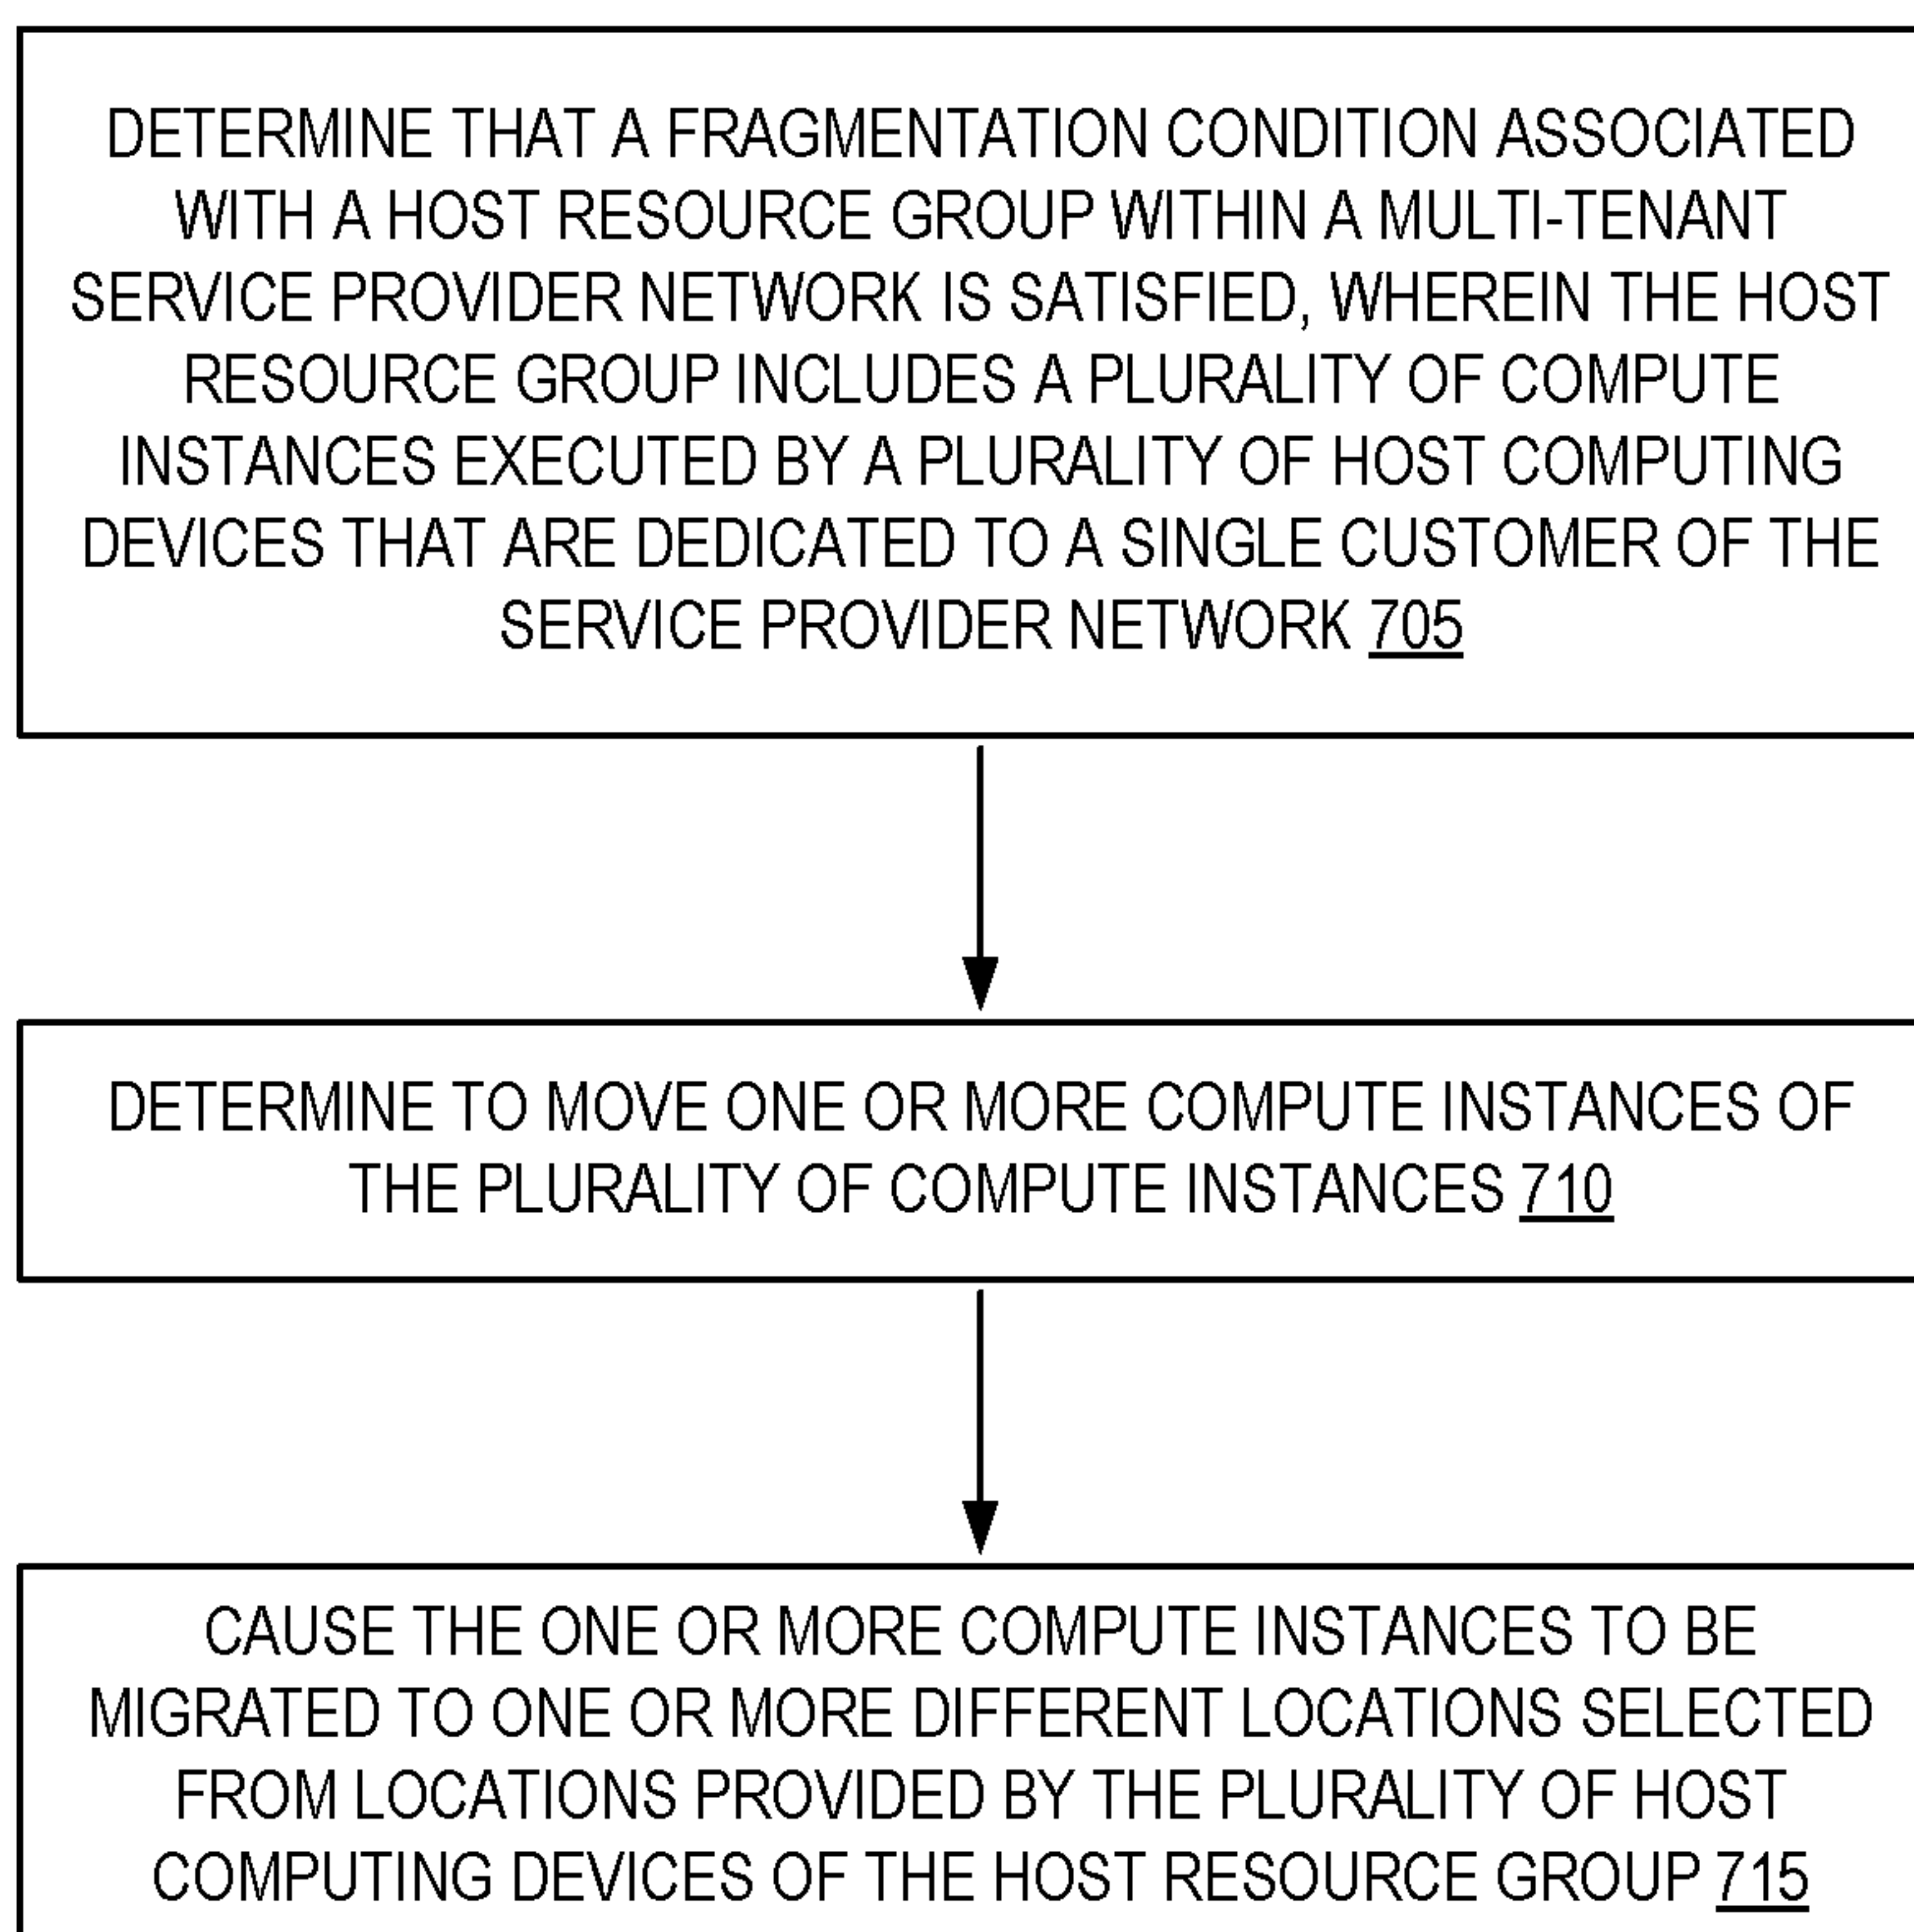 DETERMINE THAT A FRAGMENTATION CONDITION ASSOCIATED
WITH A HOST RESOURCE GROUP WITHIN A MULTI-TENANT
SERVICE PROVIDER NETWORK IS SATISFIED, WHEREIN THE HOST
RESOURCE GROUP INCLUDES A PLURALITY OF COMPUTE
INSTANCES EXECUTED BY A PLURALITY OF HOST COMPUTING
DEVICES THAT ARE DEDICATED TO A SINGLE CUSTOMER OF THE
SERVICE PROVIDER NETWORK 705
DETERMINE TO MOVE ONE OR MORE COMPUTE INSTANCES OF
THE PLURALITY OF COMPUTE INSTANCES 710
CAUSE THE ONE OR MORE COMPUTE INSTANCES TO BE
MIGRATED TO ONE OR MORE DIFFERENT LOCATIONS SELECTED
FROM LOCATIONS PROVIDED BY THE PLURALITY OF HOST
COMPUTING DEVICES OF THE HOST RESOURCE GROUP 715